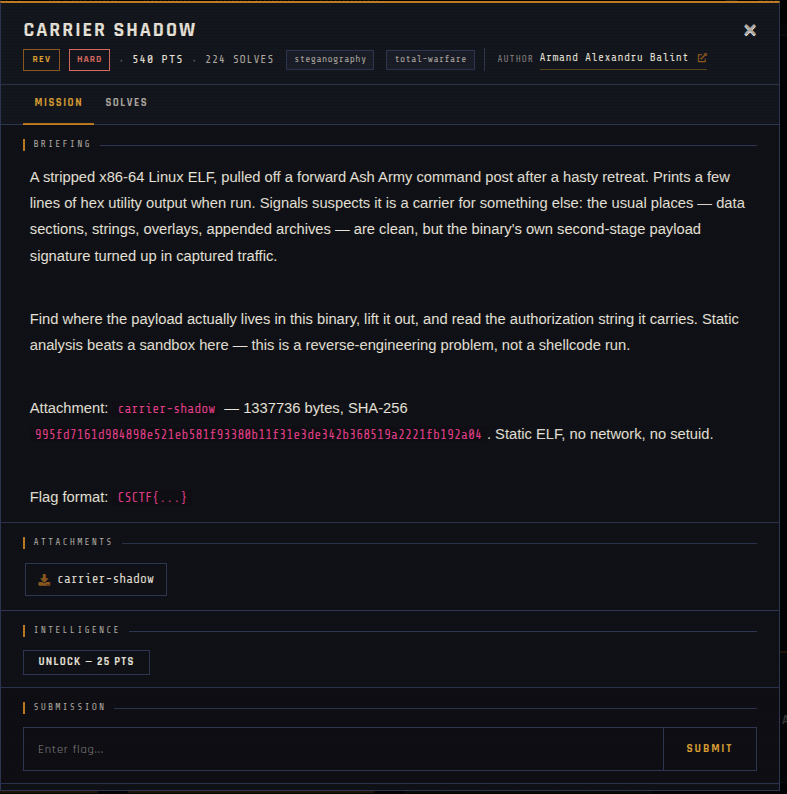 CARRIER SHADOW
REV HARD · 540 PTS · 224 SOLVES steganography total-warfare AUTHOR Armand Alexandru Balint
MISSION SOLVES
BRIEFING
A stripped x86-64 Linux ELF, pulled off a forward Ash Army command post after a hasty retreat. Prints a few
lines of hex utility output when run. Signals suspects it is a carrier for something else: the usual places — data
sections, strings, overlays, appended archives — are clean, but the binary's own second-stage payload
signature turned up in captured traffic.
Find where the payload actually lives in this binary, lift it out, and read the authorization string it carries. Static
analysis beats a sandbox here — this is a reverse-engineering problem, not a shellcode run.
Attachment: carrier-shadow — 1337736 bytes, SHA-256
995fd7161d984898e521eb581f93380b11f31e3de342b368519a2221fb192a04 . Static ELF, no network, no setuid.
Flag format: CSCTF{...}
ATTACHMENTS
carrier-shadow
INTELLIGENCE
UNLOCK — 25 PTS
SUBMISSION
Enter flag...
SUBMIT